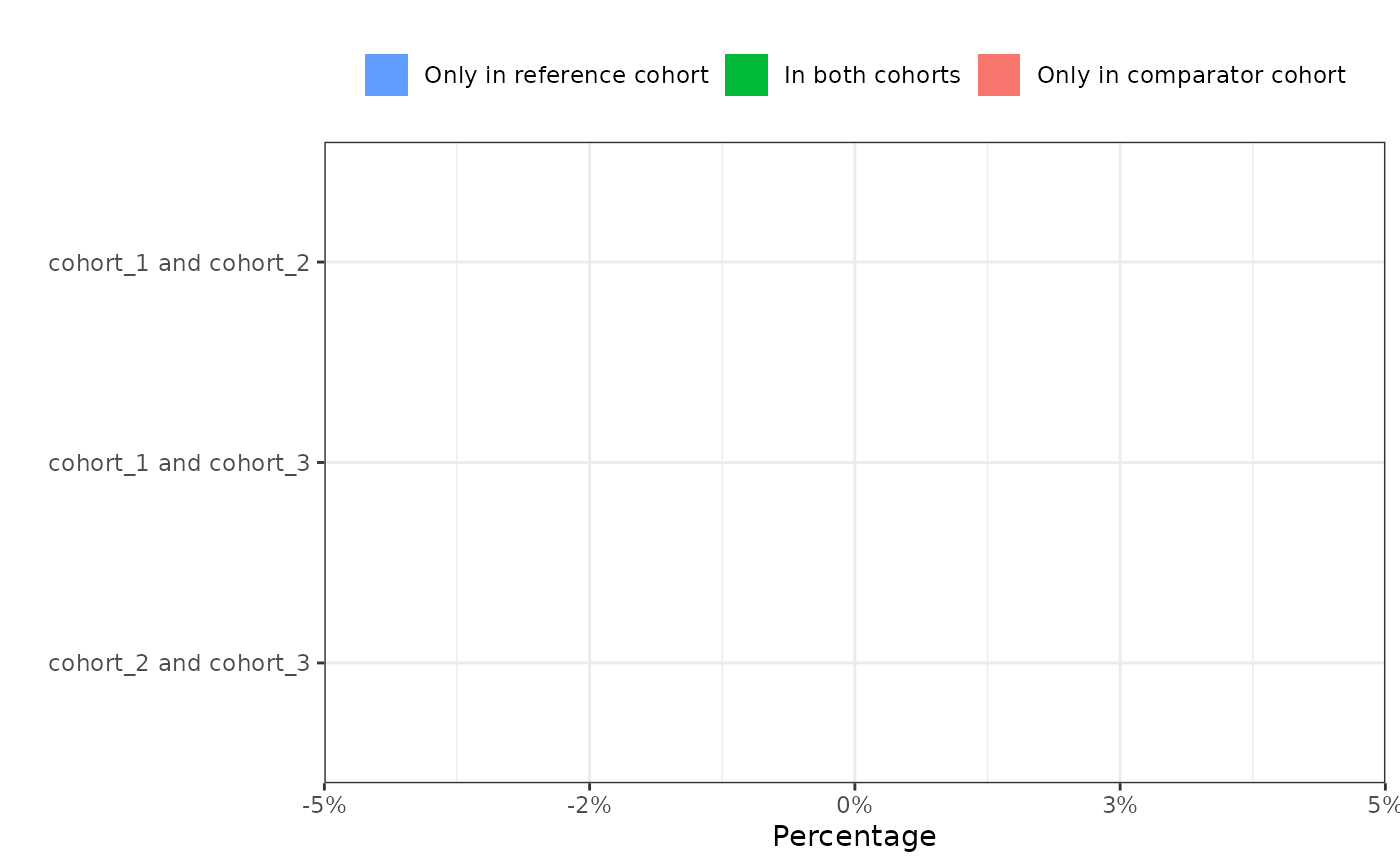 Only in reference cohort In both cohorts Only in comparator cohort
cohort_1 and cohort_2
cohort_1 and cohort_3
cohort_2 and cohort_3
-5% -2% 0% 3% 5%
Percentage